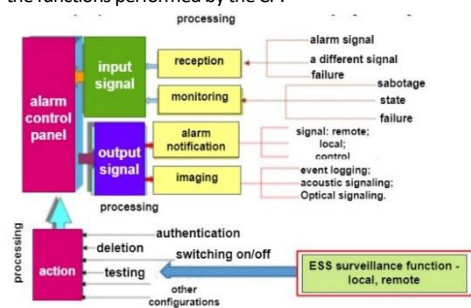 the functions performed by the CP.
processing
alarm control panel
input signal
reception
alarm signal
a different signal
failure
monitoring
sabotage
state
failure
output signal
alarm notification
signal: remote;
local;
control
imaging
event logging;
acoustic signaling;
Optical signaling.
processing
processing
action
authentication
deletion
switching on/off
testing
other configurations
ESS surveillance function - local, remote